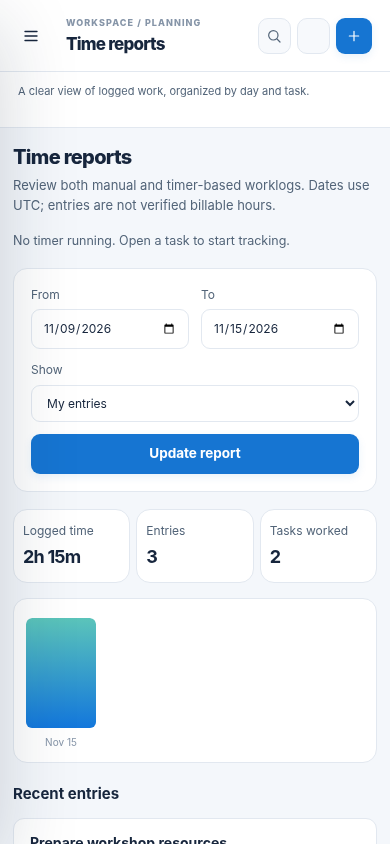 WORKSPACE / PLANNING
Time reports
A clear view of logged work, organized by day and task.
Time reports
Review both manual and timer-based worklogs. Dates use
UTC; entries are not verified billable hours.
No timer running. Open a task to start tracking.
From
To
11/09/2026
11/15/2026
Show
My entries
Update report
Logged time
Entries
Tasks worked
2h 15m
3
2
Nov 15
Recent entries
Prepare workshop resources